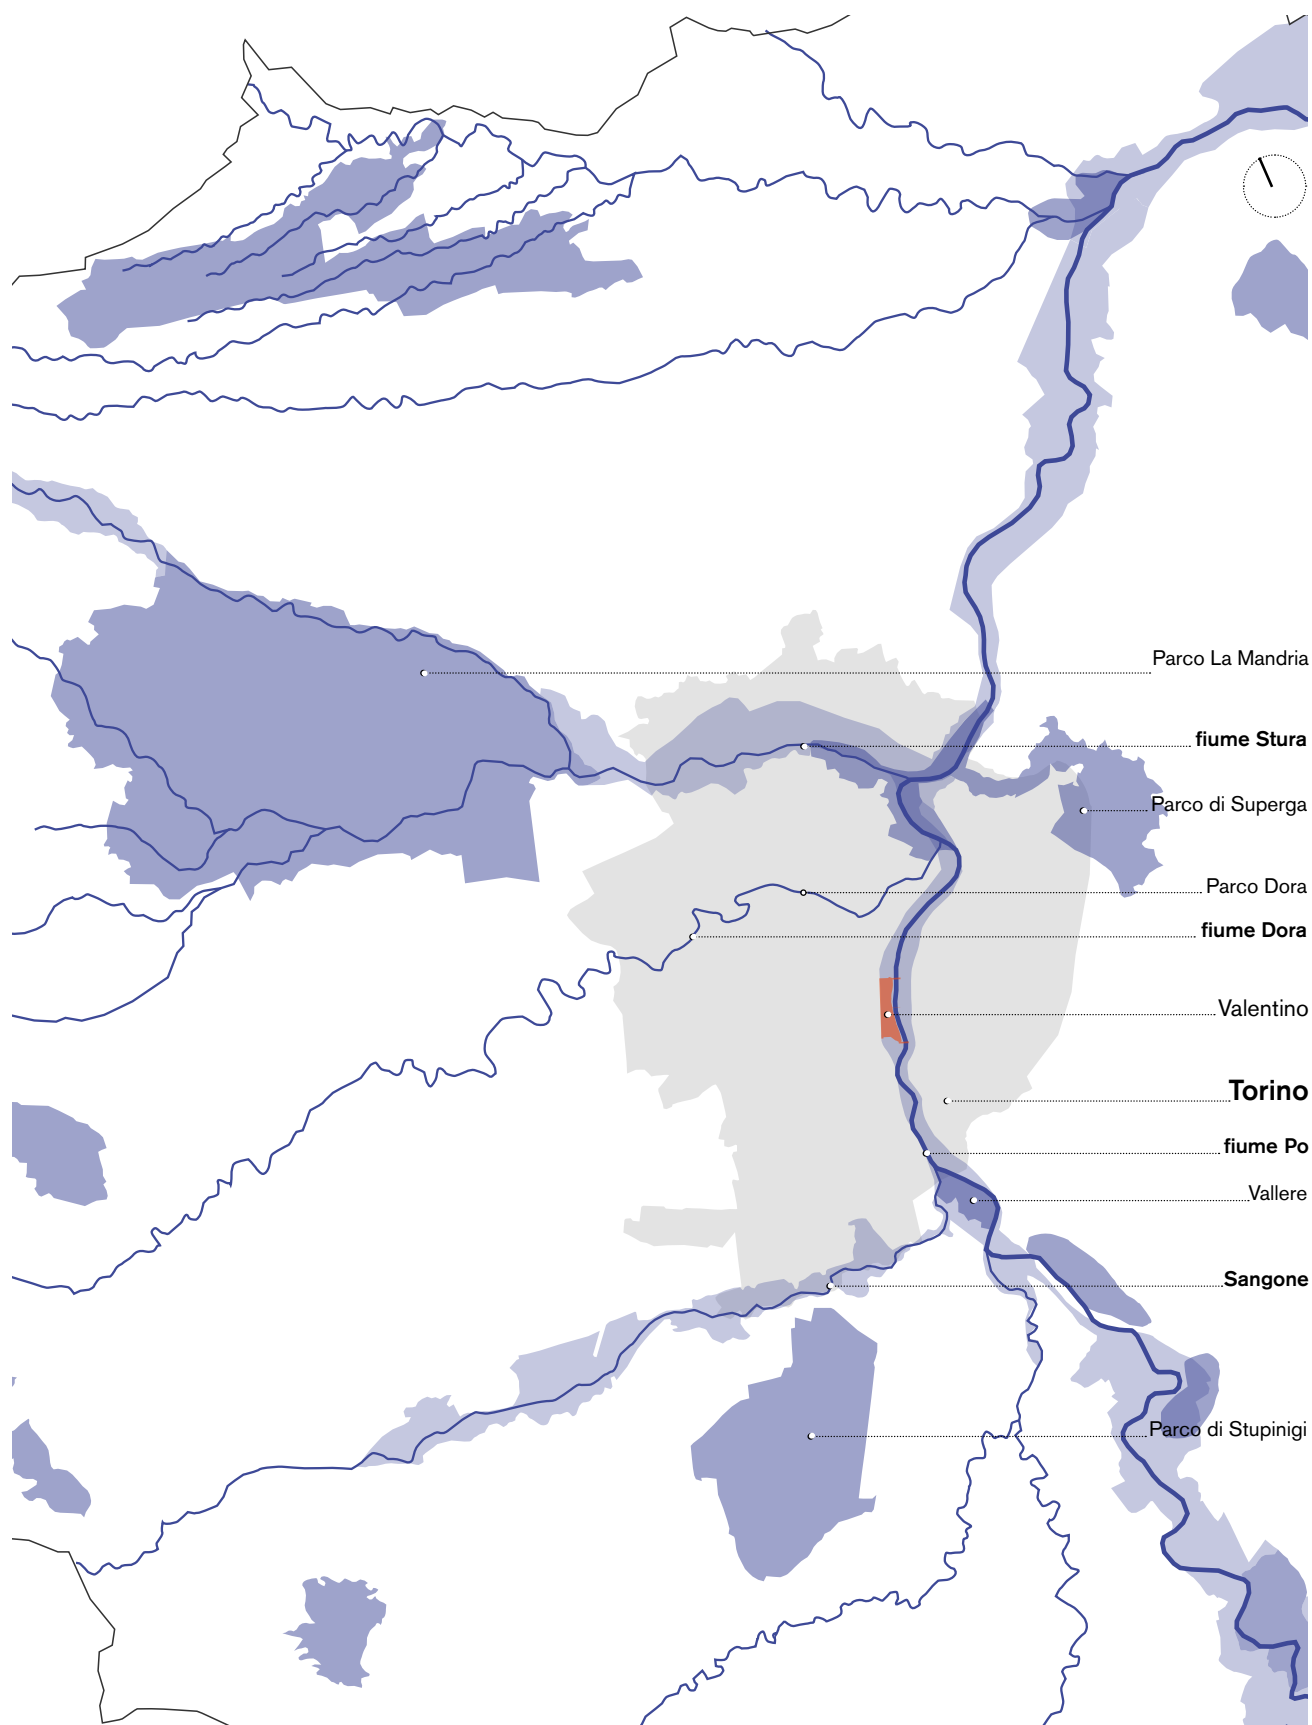 Parco La Mandria
fiume Stura
Parco di Superga
Parco Dora
fiume Dora
Valentino
Torino
fiume Po
Vallere
Sangone
Parco di Stupinigi